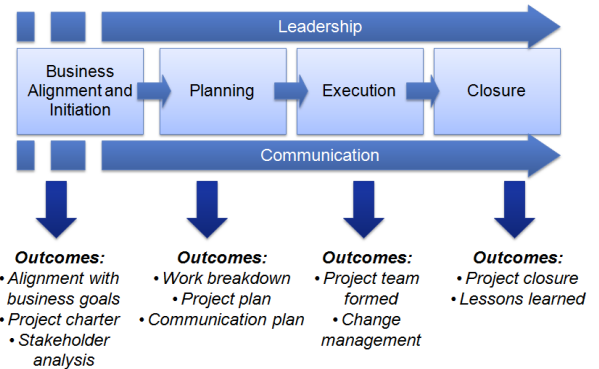 Leadership
Business
Alignment and
Initiation
Planning
Execution
Closure
Communication
Outcomes:
• Alignment with
business goals
• Project charter
• Stakeholder
analysis
Outcomes:
• Work breakdown
• Project plan
• Communication plan
Outcomes:
• Project team
formed
• Change
management
Outcomes:
• Project closure
• Lessons learned